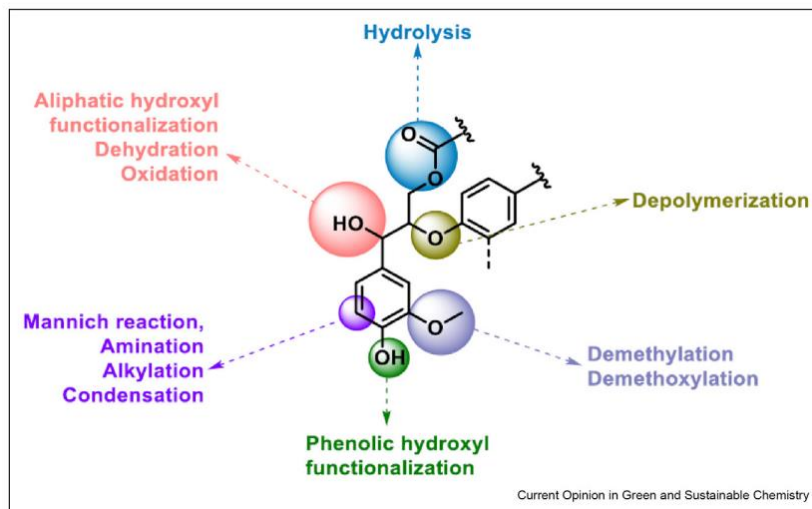 Hydrolysis
Aliphatic hydroxyl
functionalization
Dehydration
Oxidation
O
O
HO
O
Depolymerization
Mannich reaction,
Amination
Alkylation
Condensation
O
OH
Demethylation
Demethoxylation
Phenolic hydroxyl
functionalization
Current Opinion in Green and Sustainable Chemistry